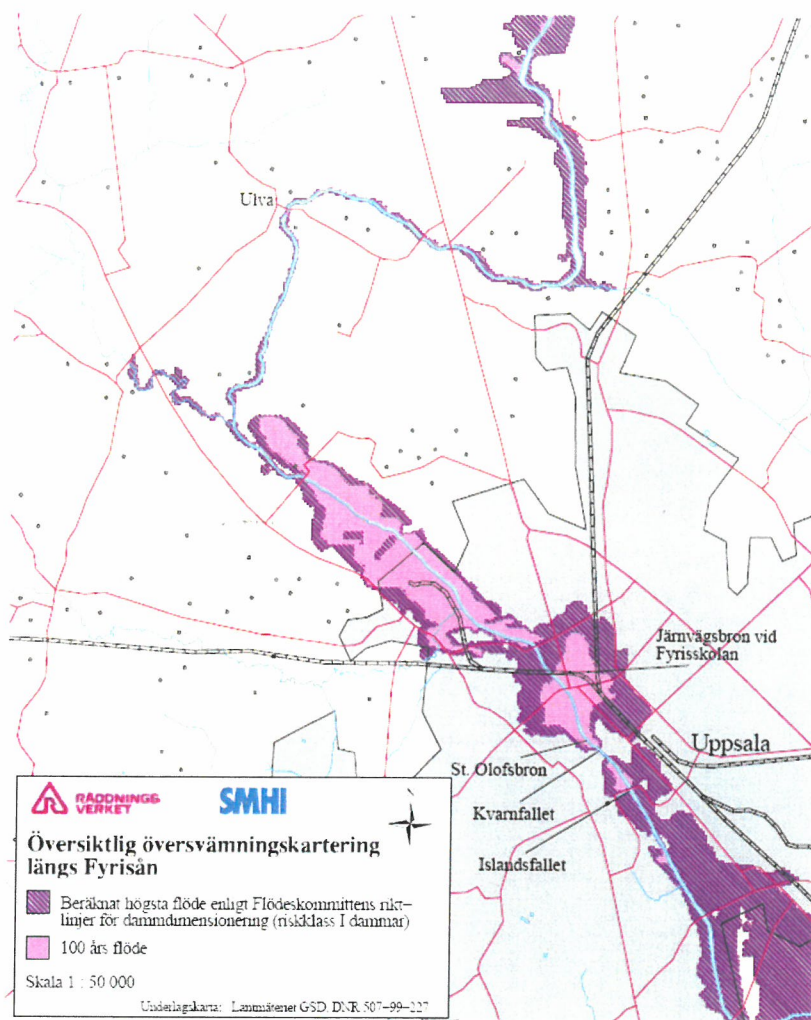 Ulva
Järnvägsbron vid
Fyrisskolan
Uppsala
St. Olofsbron
Kvarnfallet
Islandsfallet
RÄDDNINGS
VERKET
SMHI
Översiktlig översvämningskartering
längs Fyrisån
Beräknat högsta flöde enligt Flödeskommittens rikt-
linjer för dammdimensionering (riskklass I dammar)
100 års flöde
Skala 1 : 50 000
Underlagskarta: Lantmäteriet GSD. DNR 507-99-227